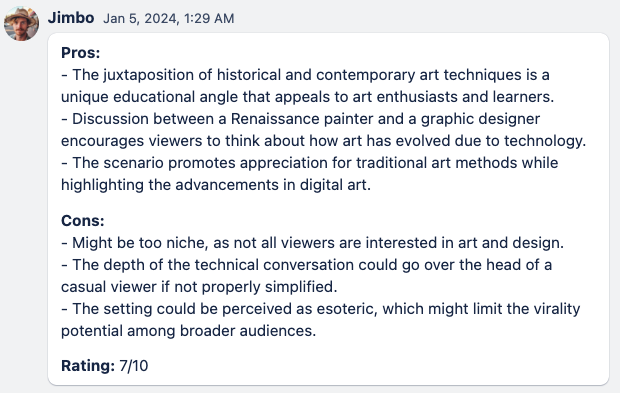 Jimbo Jan 5, 2024, 1:29 AM
Pros:
- The juxtaposition of historical and contemporary art techniques is a
unique educational angle that appeals to art enthusiasts and learners.
- Discussion between a Renaissance painter and a graphic designer
encourages viewers to think about how art has evolved due to technology.
- The scenario promotes appreciation for traditional art methods while
highlighting the advancements in digital art.
Cons:
- Might be too niche, as not all viewers are interested in art and design.
- The depth of the technical conversation could go over the head of a
casual viewer if not properly simplified.
- The setting could be perceived as esoteric, which might limit the virality
potential among broader audiences.
Rating: 7/10